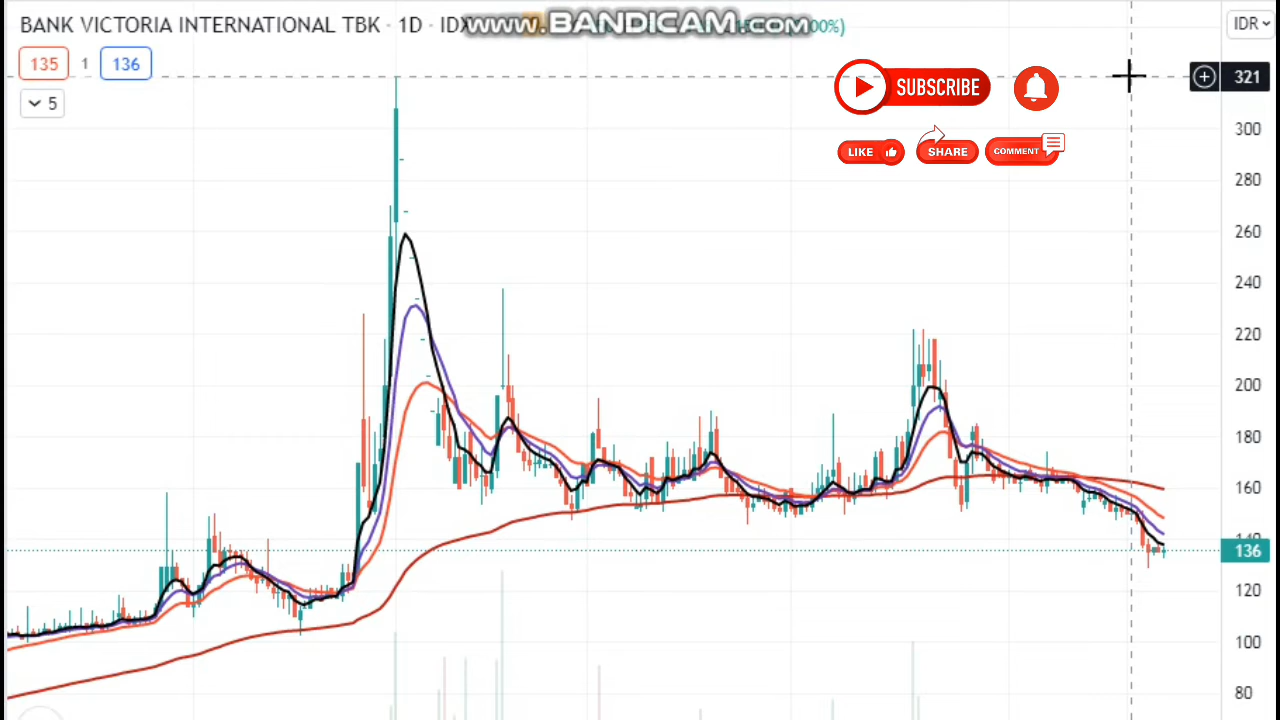 BANK VICTORIA INTERNATIONAL TBK · 1D · IDX
www.BANDICAM.com
IDR
135 1 136
5
SUBSCRIBE
LIKE
SHARE
COMMENT
321
300
280
260
240
220
200
180
160
140
136
120
100
80